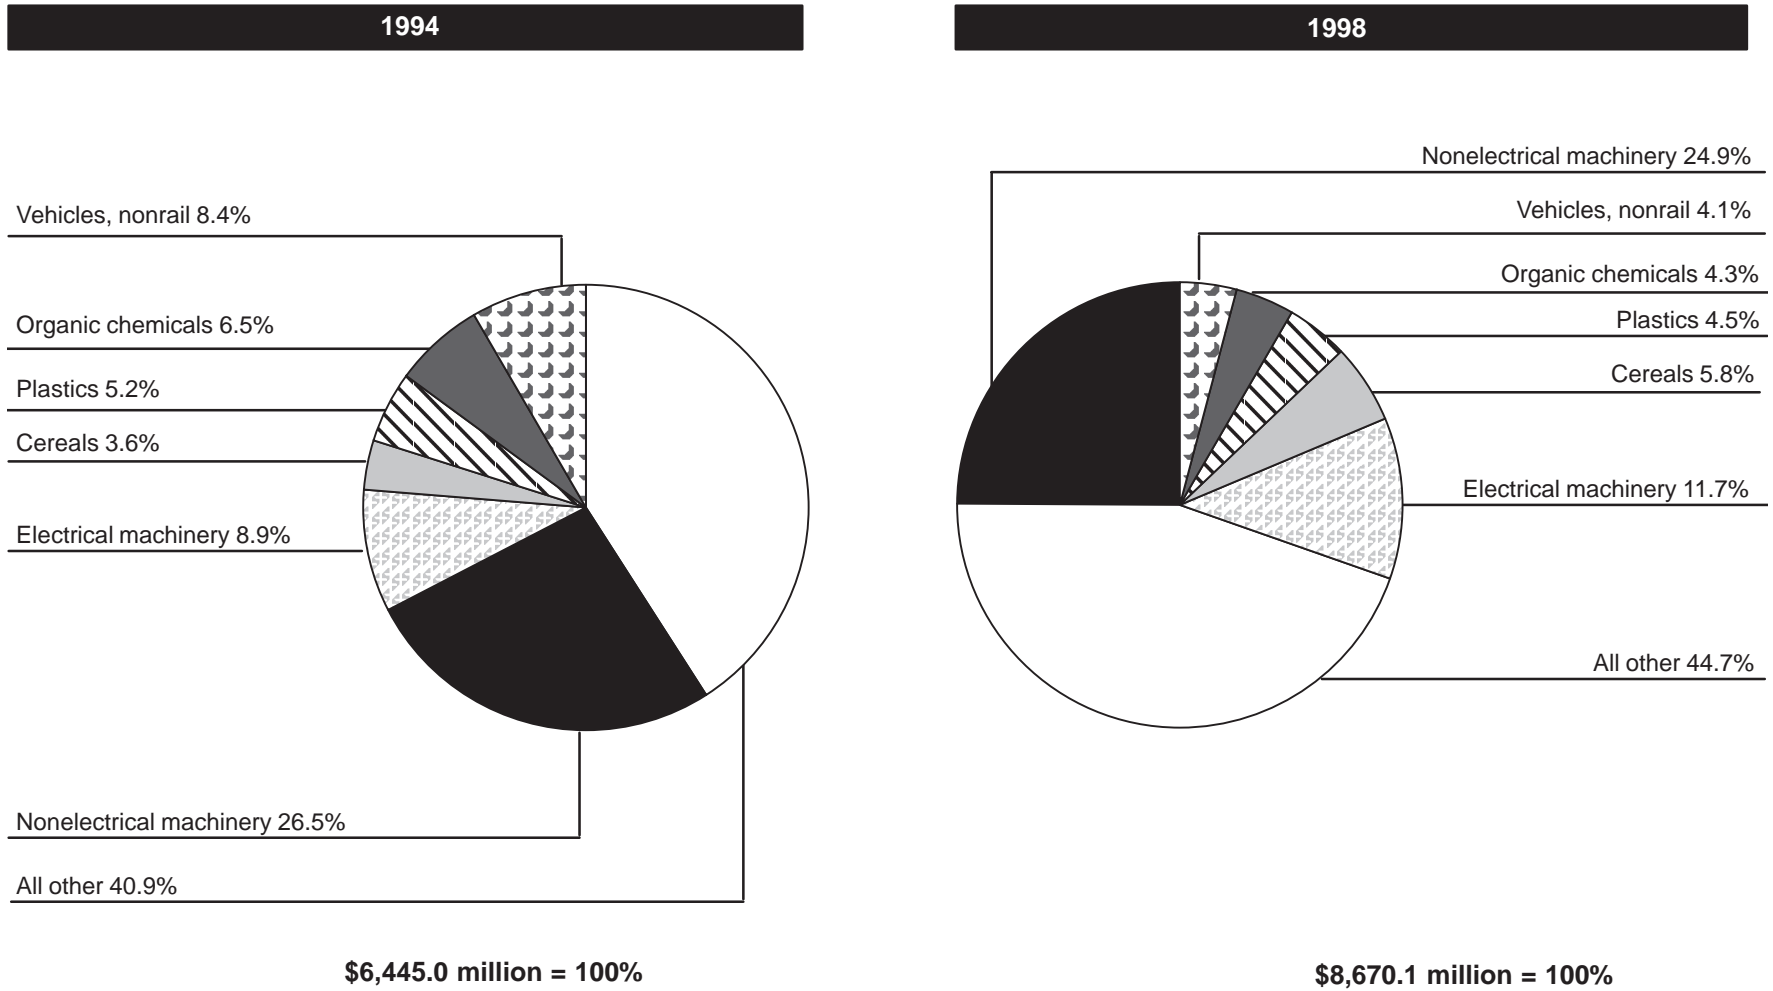 1994
Vehicles, nonrail 8.4%
Organic chemicals 6.5%
Plastics 5.2%
Cereals 3.6%
Electrical machinery 8.9%
Nonelectrical machinery 26.5%
All other 40.9%
$6,445.0 million = 100%
1998
Nonelectrical machinery 24.9%
Vehicles, nonrail 4.1%
Organic chemicals 4.3%
Plastics 4.5%
Cereals 5.8%
Electrical machinery 11.7%
All other 44.7%
$8,670.1 million = 100%